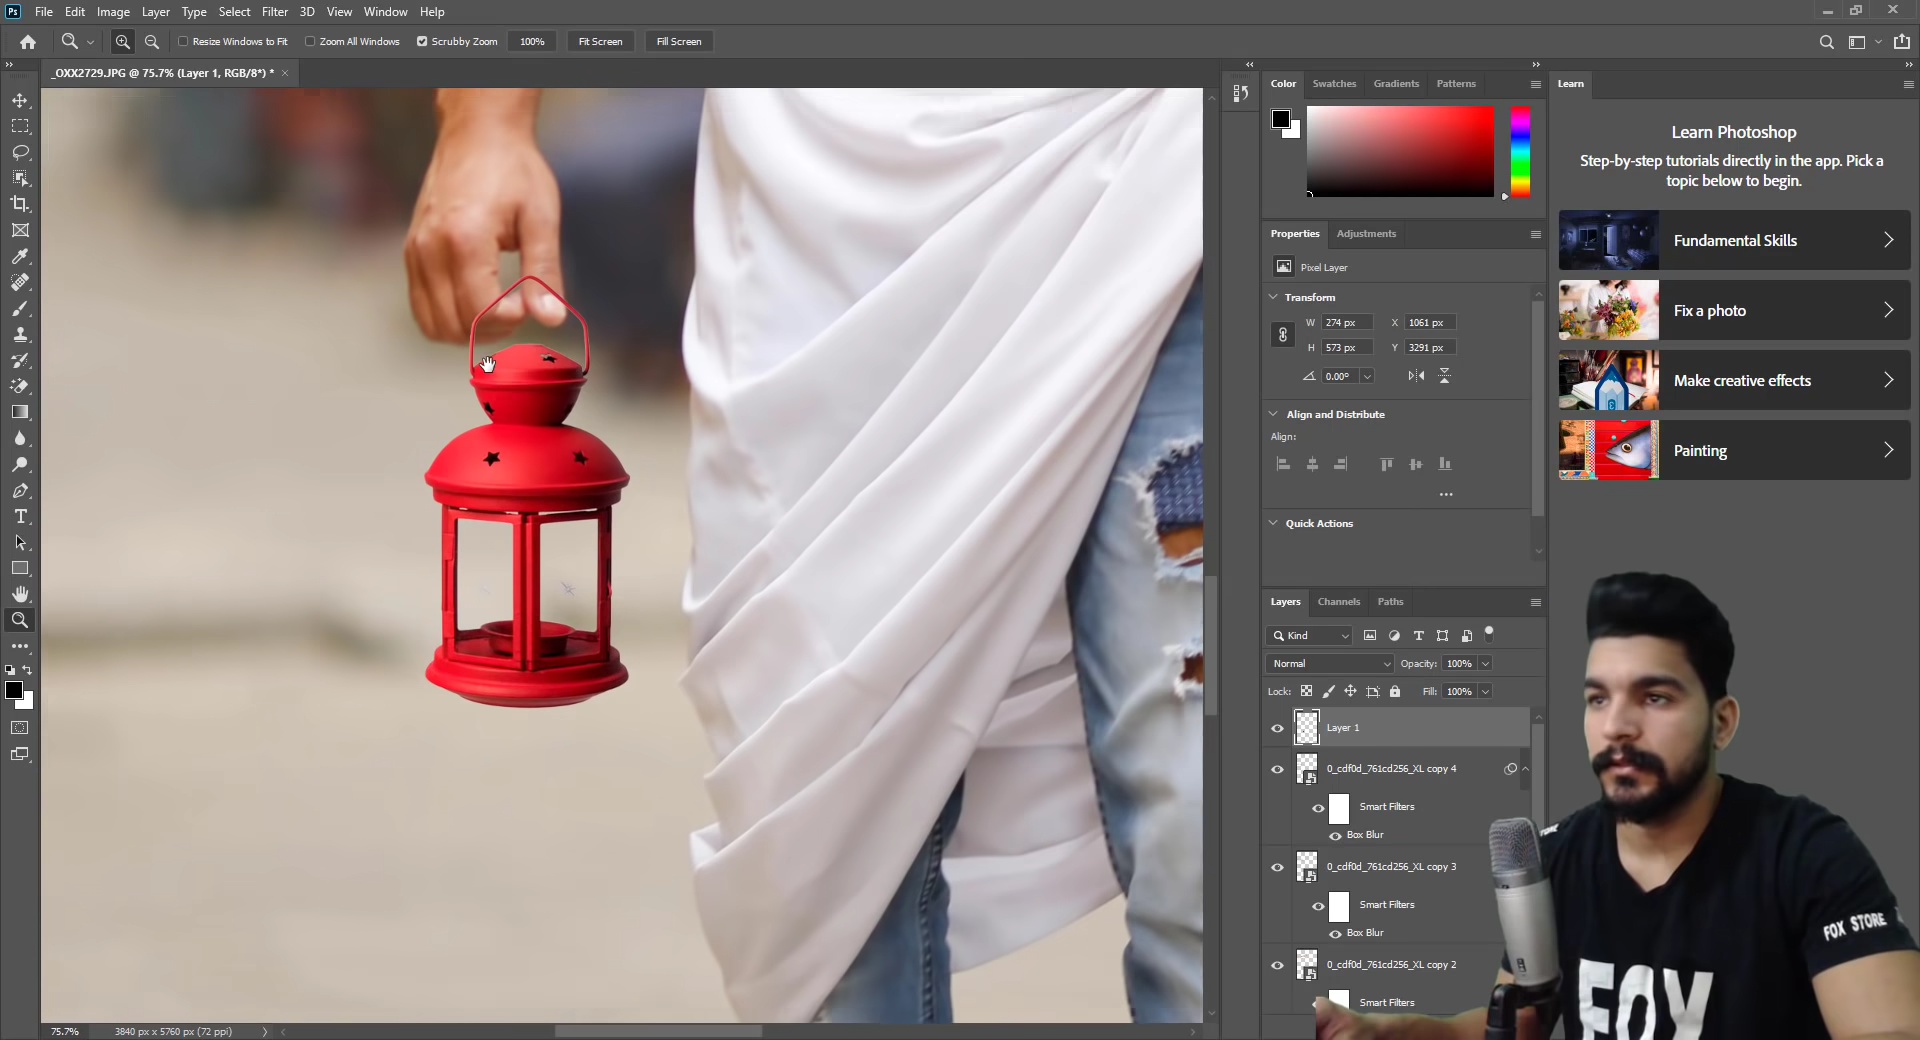 Ps File Edit Image Layer Type Select Filter 3D View Window Help
Resize Windows to Fit Zoom All Windows Scrubby Zoom 100% Fit Screen Fill Screen
_OXX2729.JPG @ 75.7% (Layer 1, RGB/8*) * ×
Color Swatches Gradients Patterns
Learn
Learn Photoshop
Step-by-step tutorials directly in the app. Pick a
topic below to begin.
Fundamental Skills
Fix a photo
Make creative effects
Painting
Properties Adjustments
Pixel Layer
Transform
W 274 px X 1061 px
H 573 px Y 3291 px
0.00°
Align and Distribute
Align:
Quick Actions
Layers Channels Paths
Kind
Normal Opacity: 100%
Lock: Fill: 100%
Layer 1
0_cdf0d_761cd256_XL copy 4
Smart Filters
Box Blur
0_cdf0d_761cd256_XL copy 3
Smart Filters
Box Blur
0_cdf0d_761cd256_XL copy 2
Smart Filters
FOX STORE
FOX
75.7% 3840 px x 5760 px (72 ppi)